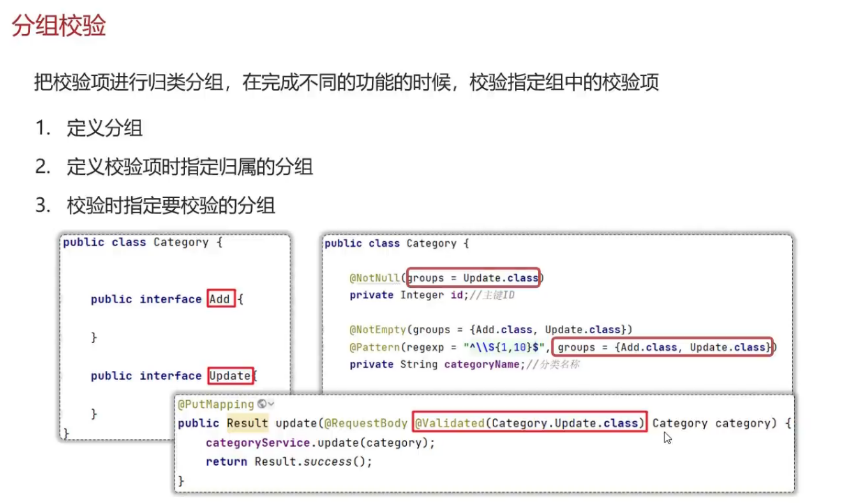 分组校验
把校验项进行归类分组，在完成不同的功能的时候，校验指定组中的校验项
1. 定义分组
2. 定义校验项时指定归属的分组
3. 校验时指定要校验的分组
public class Category {
public interface Add {
}
public interface Update{
}
}
public class Category {
@NotNull(groups = Update.class)
private Integer id;//主键ID
@NotEmpty(groups = {Add.class, Update.class})
@Pattern(regexp = "^\\S{1,10}$", groups = {Add.class, Update.class})
private String categoryName;//分类名称
@PutMapping
public Result update(@RequestBody @Validated(Category.Update.class) Category category) {
categoryService.update(category);
return Result.success();
}